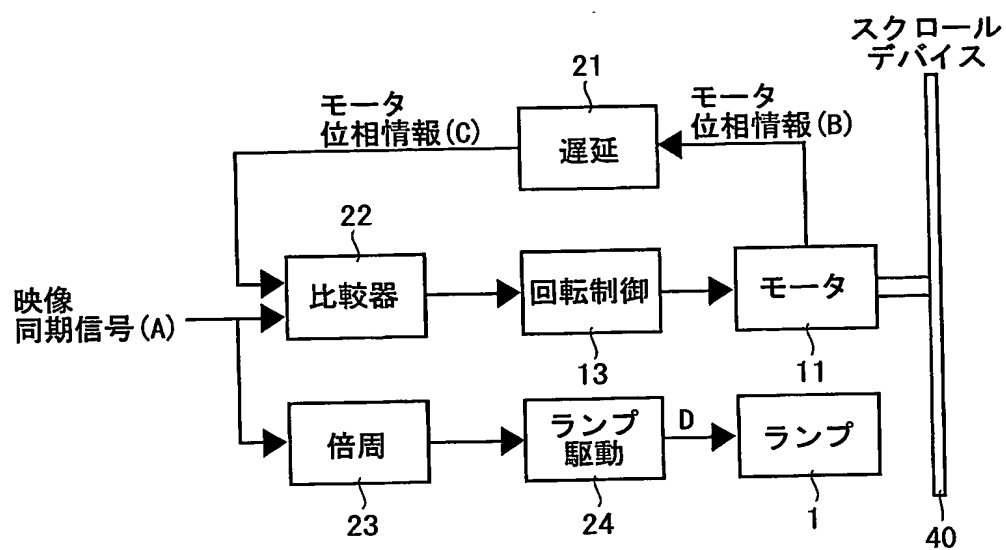 スクロール
デバイス
21
モータ
位相情報(C)
モータ
位相情報(B)
遅延
22
比較器
回転制御
モータ
映像
同期信号(A)
13
11
倍周
ランプ
駆動
D
ランプ
23
24
1
40